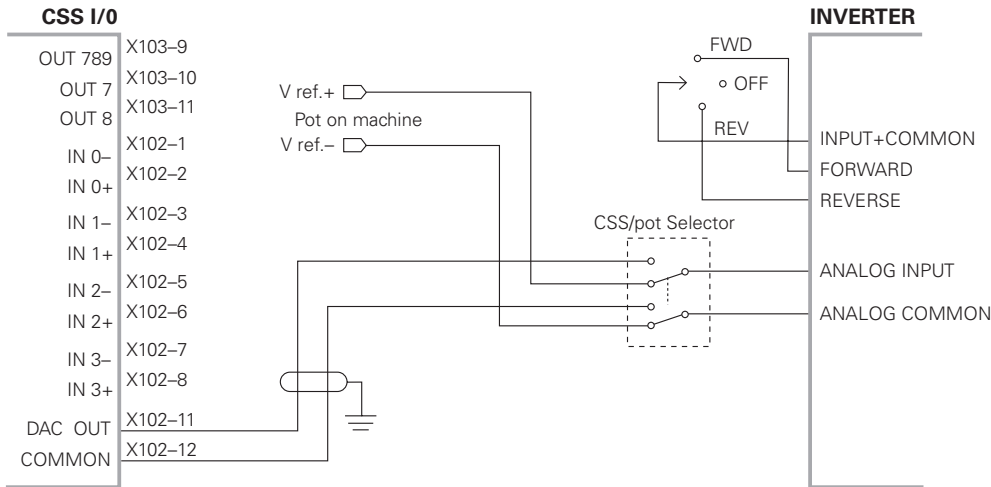 CSS I/0
INVERTER
OUT 789 X103–9
OUT 7 X103–10
OUT 8 X103–11
IN 0– X102–1
IN 0+ X102–2
IN 1– X102–3
IN 1+ X102–4
IN 2– X102–5
IN 2+ X102–6
IN 3– X102–7
IN 3+ X102–8
DAC OUT X102–11
COMMON X102–12
V ref.+
Pot on machine
V ref.–
FWD
OFF
REV
CSS/pot Selector
INPUT+COMMON
FORWARD
REVERSE
ANALOG INPUT
ANALOG COMMON